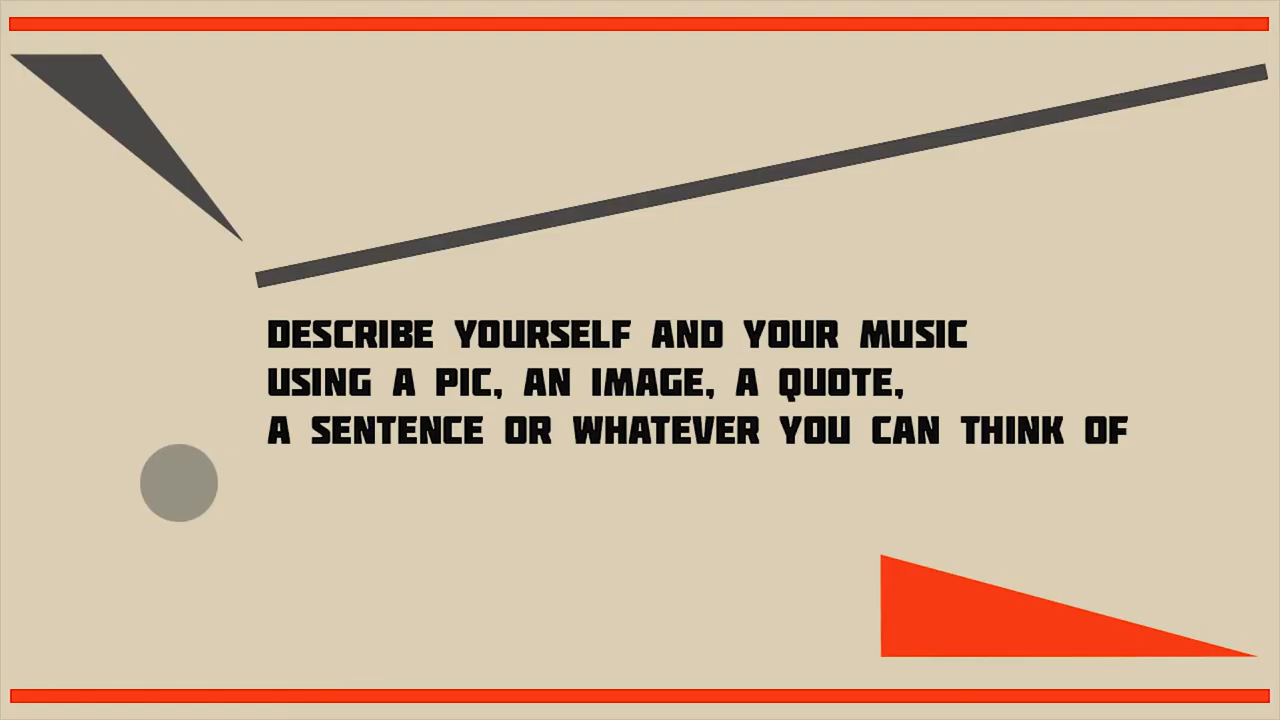 DESCRIBE YOURSELF AND YOUR MUSIC
USING A PIC, AN IMAGE, A QUOTE,
A SENTENCE OR WHATEVER YOU CAN THINK OF